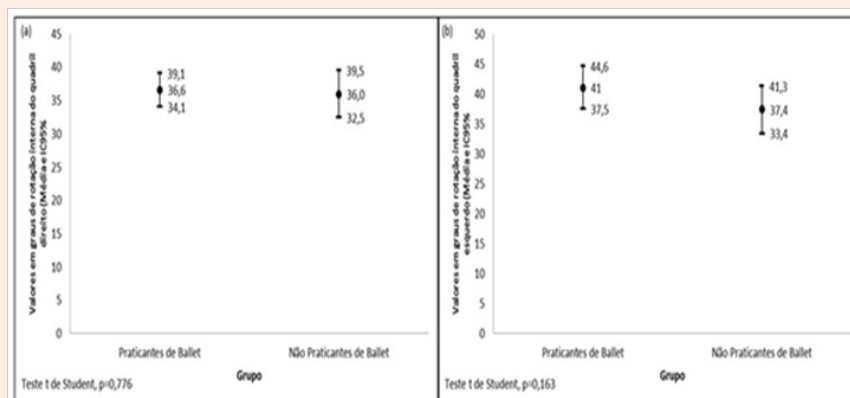 (a)
Valores em graus de rotação interna do quadril
direito (Média e IC95%)
45
40
35
30
25
20
15
10
5
0
39,1
36,6
34,1
39,5
36,0
32,5
Praticantes de Ballet
Não Praticantes de Ballet
Grupo
Teste t de Student, p=0,776
(b)
Valores em graus de rotação interna do quadril
esquerdo (Média e IC95%
50
45
40
35
30
25
20
15
10
5
0
44,6
41
37,5
41,3
37,4
33,4
Praticantes de Ballet
Não Praticantes de Ballet
Grupo
Teste t de Student, p=0,163